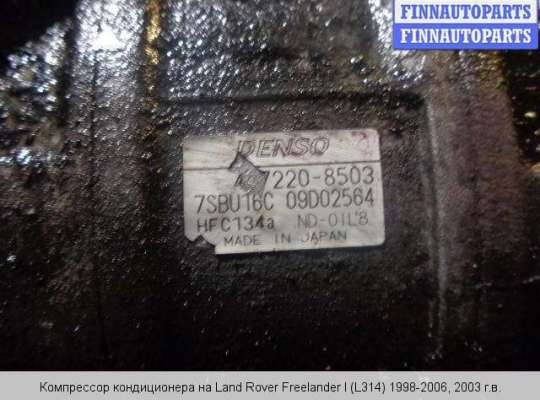 FINNAUTOPARTS
FINNAUTOPARTS
DENSO
7220-8503
7SBU16C 09D02564
HFC134a ND-OIL8
MADE IN JAPAN
Компрессор кондиционера на Land Rover Freelander I (L314) 1998-2006, 2003 г.в.